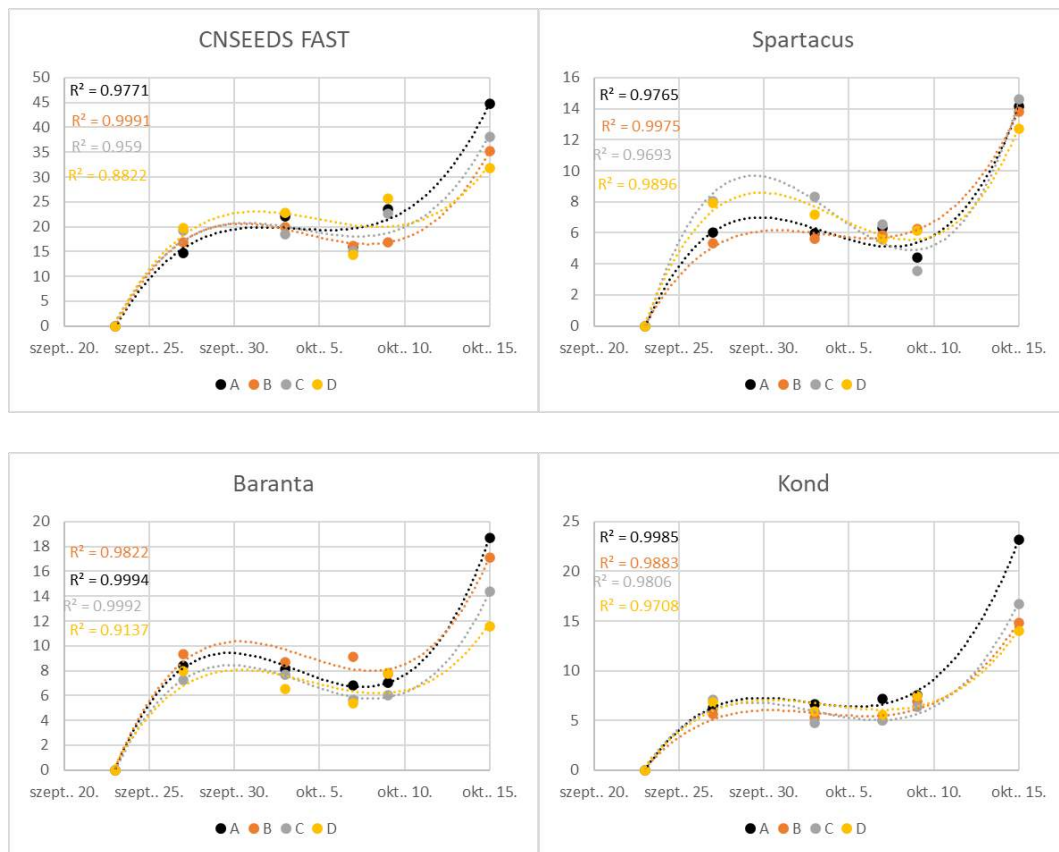 CNSEEDS FAST
50
45
40
35
30
25
20
15
10
5
0
R² = 0.9771
R² = 0.9991
R² = 0.959
R² = 0.8822
szept.. 20. szept.. 25. szept.. 30. okt.. 5. okt.. 10. okt.. 15.
A B C D
Spartacus
16
14
12
10
8
6
4
2
0
R² = 0.9765
R² = 0.9975
R² = 0.9693
R² = 0.9896
szept.. 20. szept.. 25. szept.. 30. okt.. 5. okt.. 10. okt.. 15.
A B C D
Baranta
20
18
16
14
12
10
8
6
4
2
0
R² = 0.9822
R² = 0.9994
R² = 0.9992
R² = 0.9137
szept.. 20. szept.. 25. szept.. 30. okt.. 5. okt.. 10. okt.. 15.
A B C D
Kond
25
20
15
10
5
0
R² = 0.9985
R² = 0.9883
R² = 0.9806
R² = 0.9708
szept.. 20. szept.. 25. szept.. 30. okt.. 5. okt.. 10. okt.. 15.
A B C D